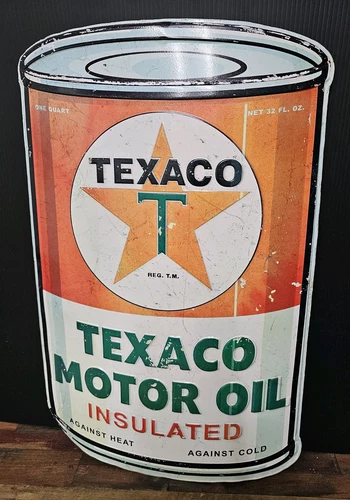 ONE QUART
NET 32 FL. OZ.
TEXACO
T
REG. T.M.
TEXACO
MOTOR OIL
INSULATED
AGAINST HEAT
AGAINST COLD